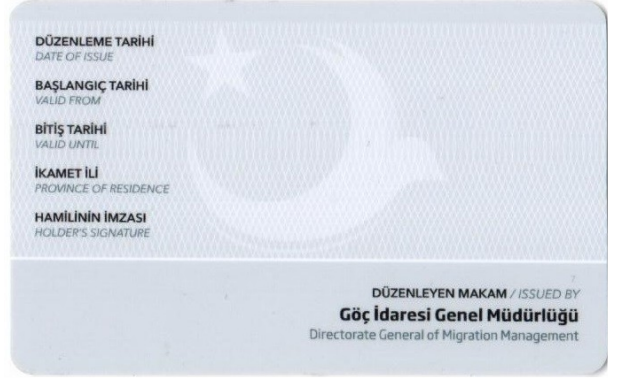 DÜZENLEME TARİHİ
DATE OF ISSUE
BAŞLANGIÇ TARİHİ
VALID FROM
BİTİŞ TARİHİ
VALID UNTIL
İKAMET İLİ
PROVINCE OF RESIDENCE
HAMİLİNİN İMZASI
HOLDER'S SIGNATURE
DÜZENLEYEN MAKAM / ISSUED BY
Göç İdaresi Genel Müdürlüğü
Directorate General of Migration Management